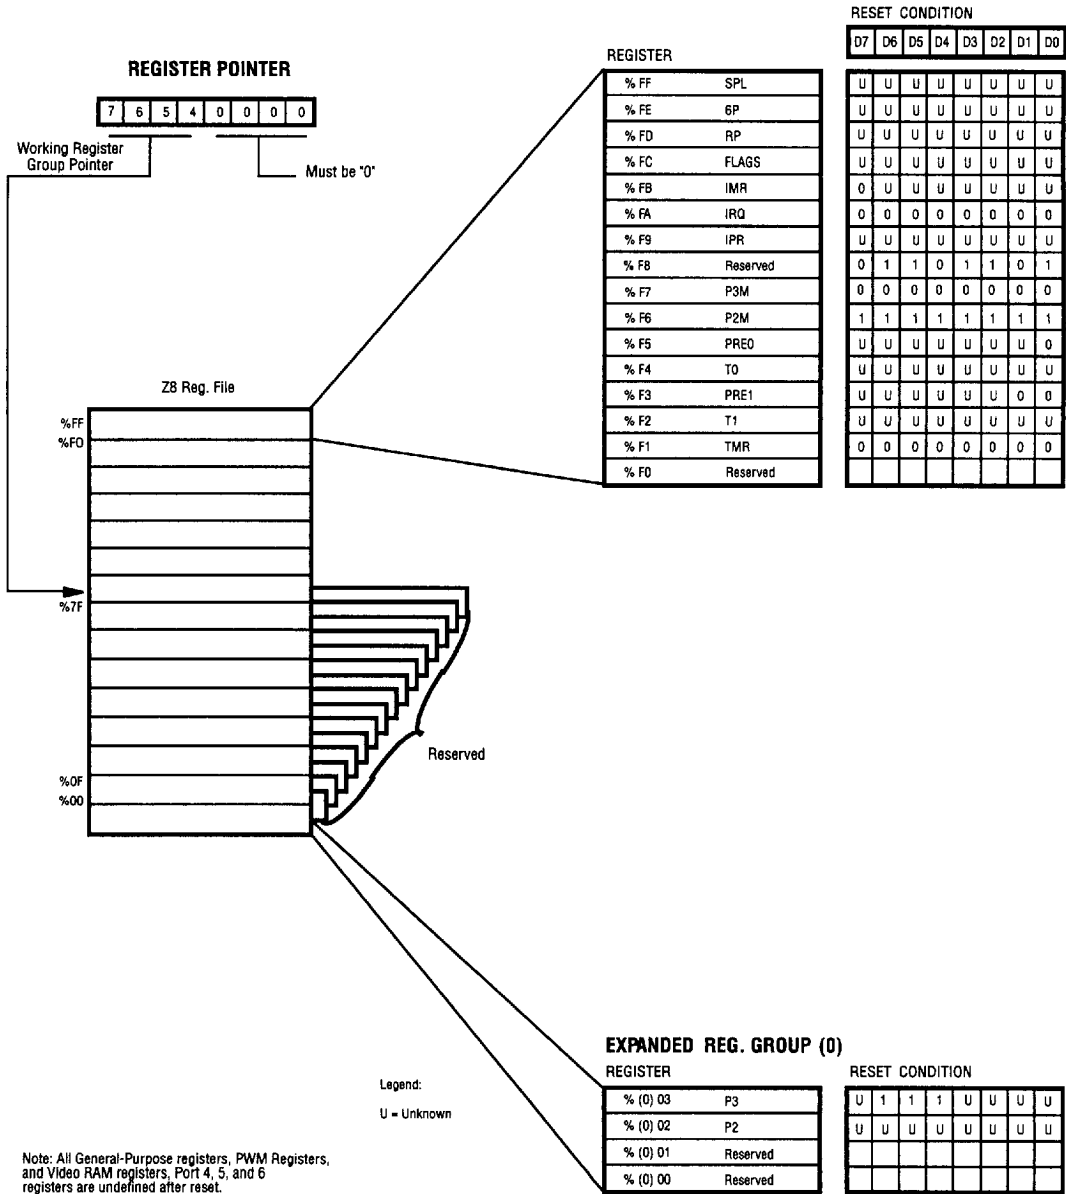 RESET CONDITION
D7 D6 D5 D4 D3 D2 D1 D0
REGISTER
REGISTER POINTER
7 6 5 4 0 0 0 0
Working Register
Group Pointer
Must be "0"
% FF SPL U U U U U U U U
% FE 6P U U U U U U U U
% FD RP U U U U U U U U
% FC FLAGS U U U U U U U U
% FB IMR 0 U U U U U U U
% FA IRQ 0 0 0 0 0 0 0 0
% F9 IPR U U U U U U U U
% F8 Reserved 0 1 1 0 1 1 0 1
% F7 P3M 0 0 0 0 0 0 0 0
% F6 P2M 1 1 1 1 1 1 1 1
% F5 PRE0 U U U U U U U 0
% F4 T0 U U U U U U U U
% F3 PRE1 U U U U U U 0 0
% F2 T1 U U U U U U U U
% F1 TMR 0 0 0 0 0 0 0 0
% F0 Reserved
Z8 Reg. File
%FF
%F0
%7F
Reserved
%0F
%00
EXPANDED REG. GROUP (0)
REGISTER
RESET CONDITION
% (0) 03 P3 U 1 1 1 U U U U
% (0) 02 P2 U U U U U U U U
% (0) 01 Reserved
% (0) 00 Reserved
Legend:
U = Unknown
Note: All General-Purpose registers, PWM Registers,
and Video RAM registers, Port 4, 5, and 6
registers are undefined after reset.